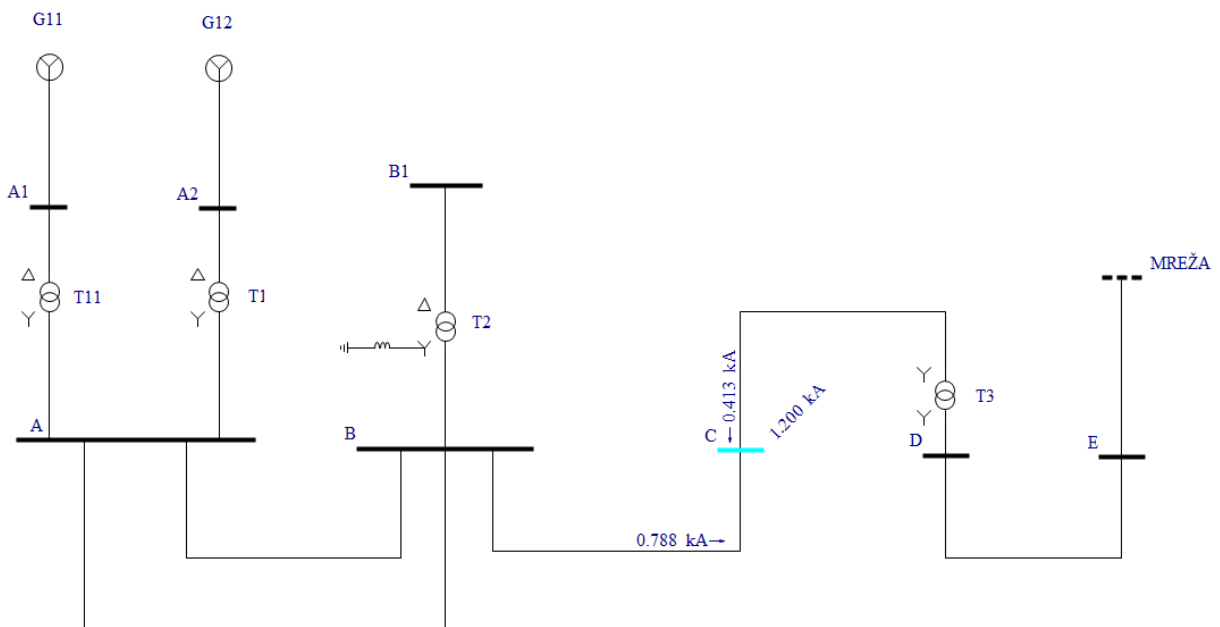 G11
G12
A1
A2
B1
MREŽA
T11
T1
T2
T3
A
B
C
D
E
0.413 kA
1.200 kA
0.788 kA